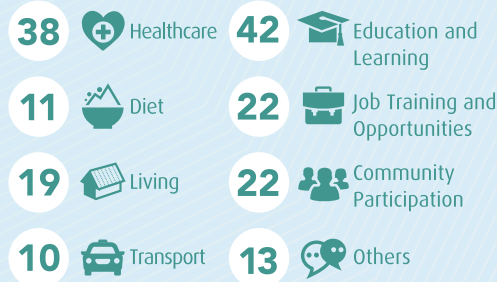 38 Healthcare
42 Education and
Learning
11 Diet
22 Job Training and
Opportunities
19 Living
22 Community
Participation
10 Transport
13 Others